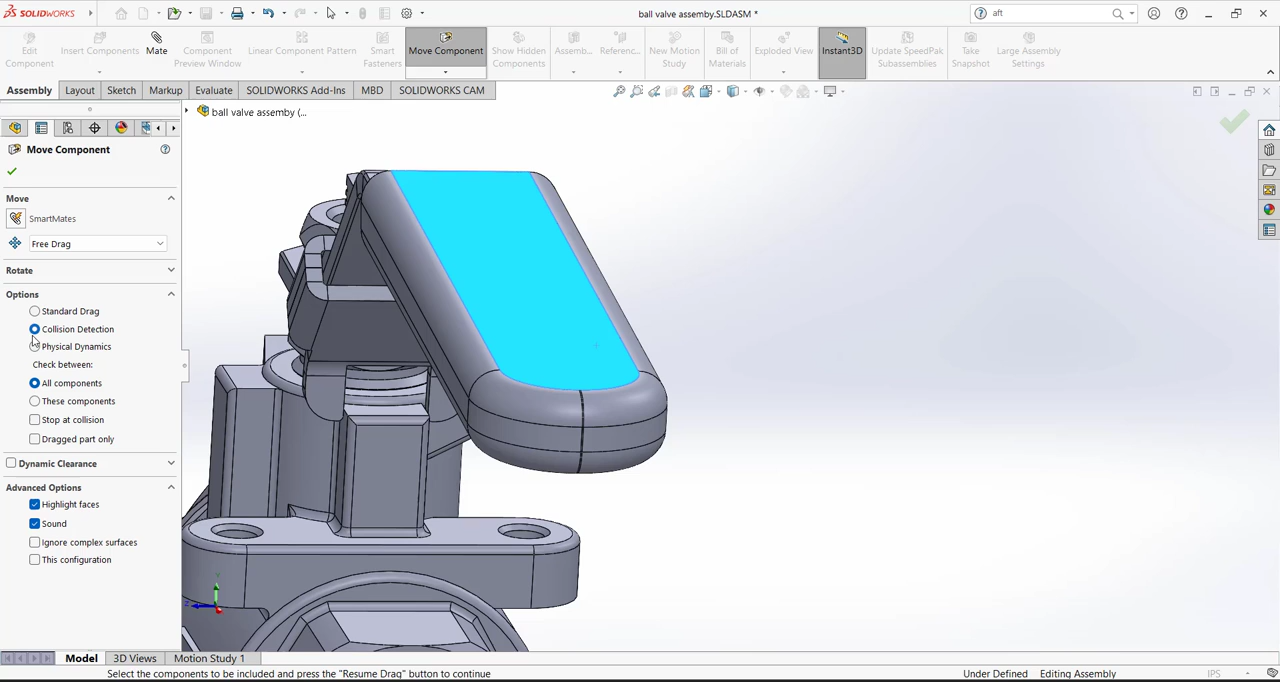 SOLIDWORKS
ball valve assemby.SLDASM *
aft
Edit Component
Insert Components
Mate
Component Preview Window
Linear Component Pattern
Smart Fasteners
Move Component
Show Hidden Components
Assemb...
Referenc...
New Motion Study
Bill of Materials
Exploded View
Instant3D
Update SpeedPak Subassemblies
Take Snapshot
Large Assembly Settings
Assembly
Layout
Sketch
Markup
Evaluate
SOLIDWORKS Add-Ins
MBD
SOLIDWORKS CAM
ball valve assemby (...
Move Component
Move
SmartMates
Free Drag
Rotate
Options
Standard Drag
Collision Detection
Physical Dynamics
Check between:
All components
These components
Stop at collision
Dragged part only
Dynamic Clearance
Advanced Options
Highlight faces
Sound
Ignore complex surfaces
This configuration
Y
Z
Model
3D Views
Motion Study 1
Select the components to be included and press the "Resume Drag" button to continue
Under Defined
Editing Assembly
IPS